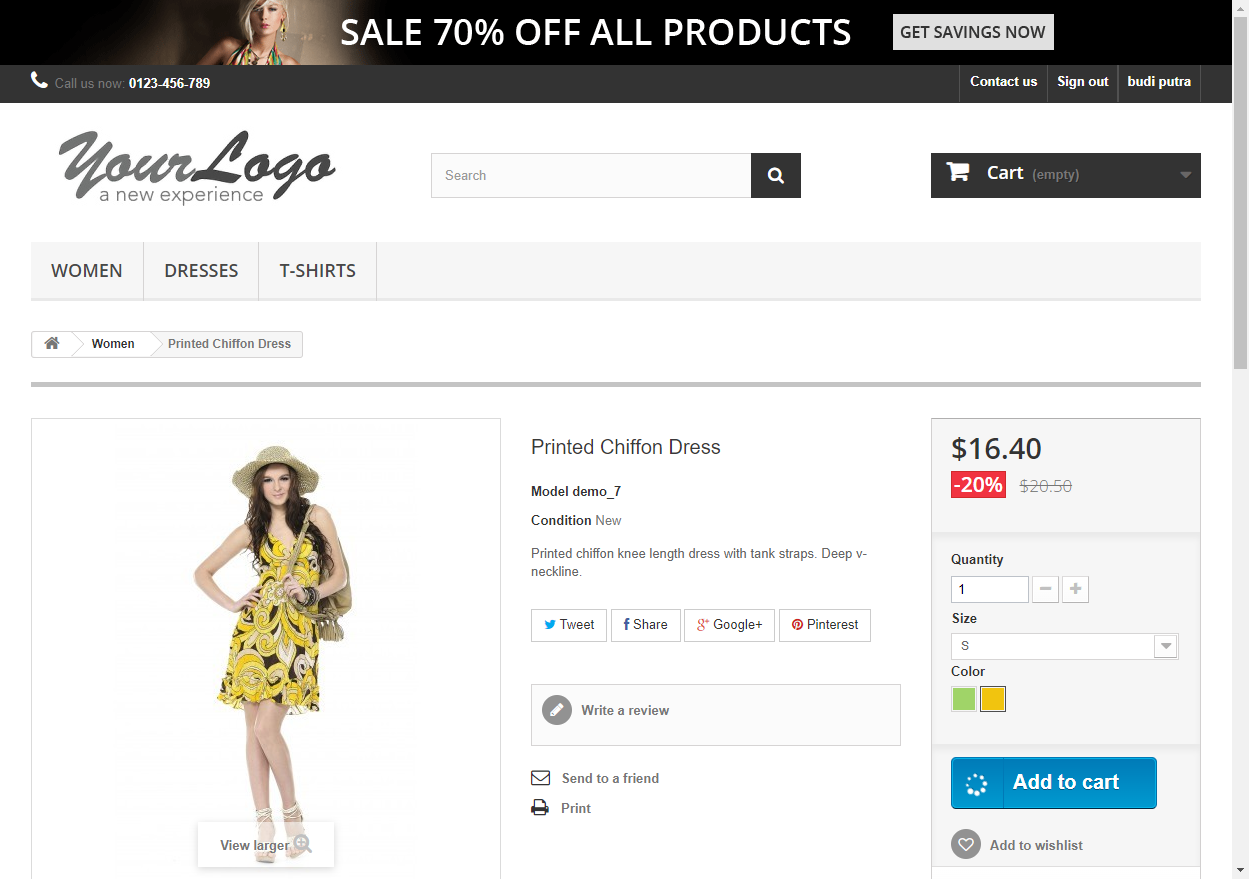 SALE 70% OFF ALL PRODUCTS
GET SAVINGS NOW
Call us now: 0123-456-789
Contact us
Sign out
budi putra
YourLogo
a new experience
Search
Cart (empty)
WOMEN
DRESSES
T-SHIRTS
Women
Printed Chiffon Dress
Printed Chiffon Dress
Model demo_7
Condition New
Printed chiffon knee length dress with tank straps. Deep v-
neckline.
Tweet
f Share
g+ Google+
Pinterest
Write a review
Send to a friend
Print
View larger
$16.40
-20% $20.50
Quantity
1
Size
S
Color
Add to cart
Add to wishlist